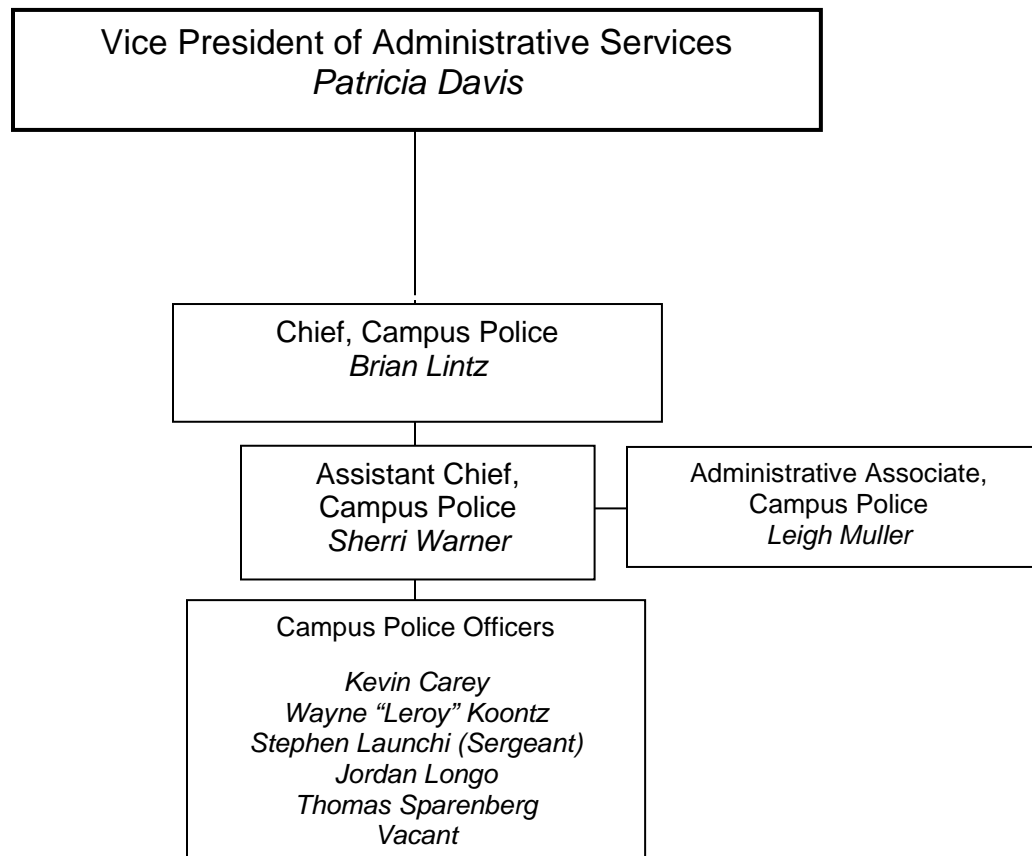 Vice President of Administrative Services
Patricia Davis
Chief, Campus Police
Brian Lintz
Assistant Chief,
Campus Police
Sherri Warner
Administrative Associate,
Campus Police
Leigh Muller
Campus Police Officers
Kevin Carey
Wayne “Leroy” Koontz
Stephen Launchi (Sergeant)
Jordan Longo
Thomas Sparenberg
Vacant